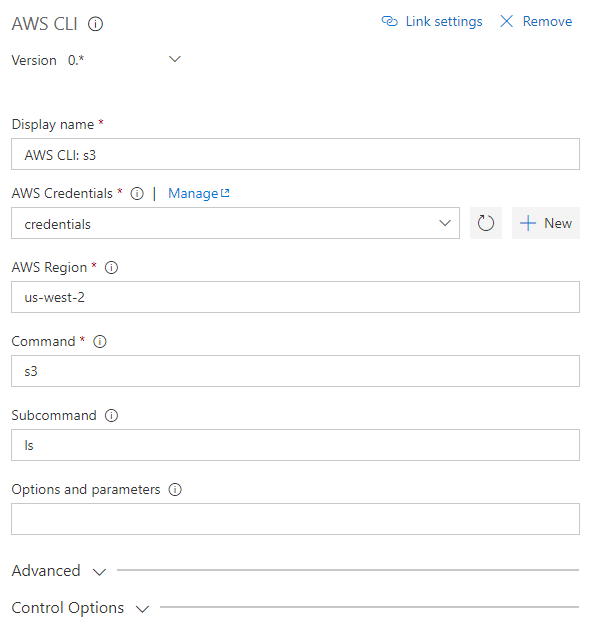 AWS CLI Link settings Remove
Version 0.*
Display name *
AWS CLI: s3
AWS Credentials * | Manage
credentials New
AWS Region *
us-west-2
Command *
s3
Subcommand
ls
Options and parameters
Advanced
Control Options